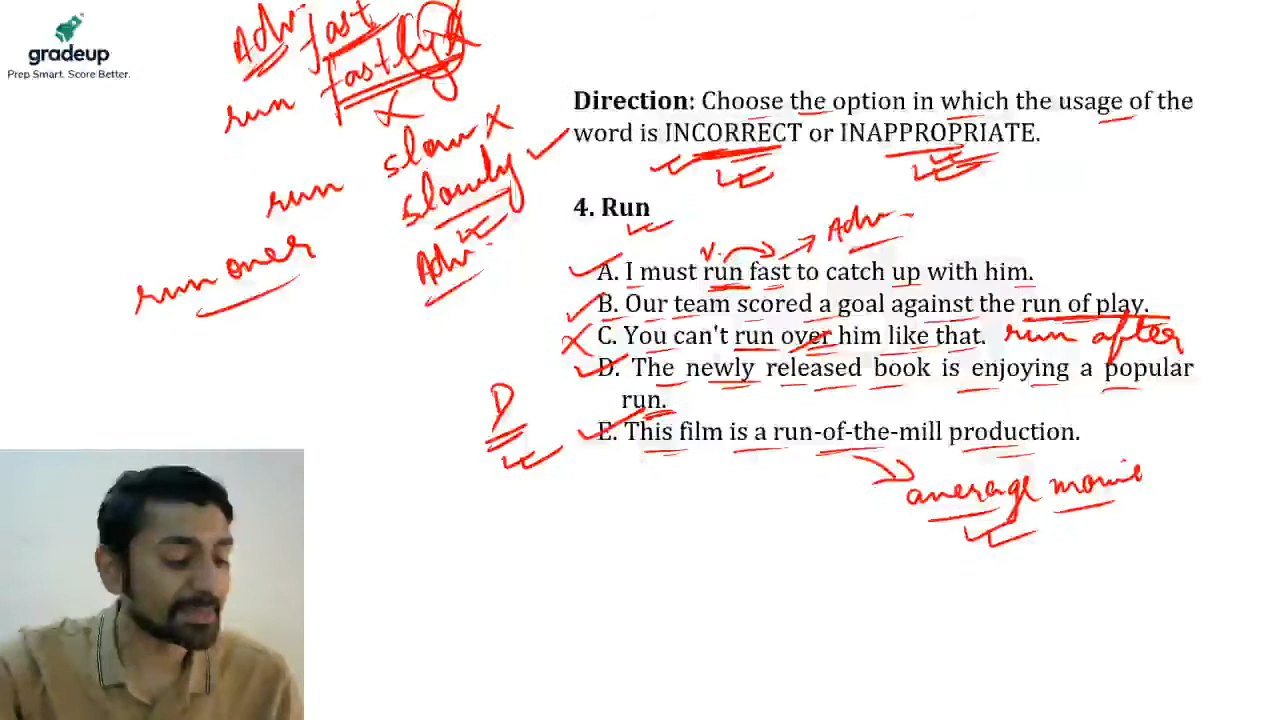 gradeup
Prep Smart. Score Better.
Adv. fast
run fastly X
X
run slow X
slowly
Adv.
run over
Direction: Choose the option in which the usage of the
word is INCORRECT or INAPPROPRIATE.
4. Run
V. Adv.
A. I must run fast to catch up with him.
B. Our team scored a goal against the run of play.
C. You can't run over him like that. run after
D. The newly released book is enjoying a popular
run.
D
E. This film is a run-of-the-mill production.
average movie